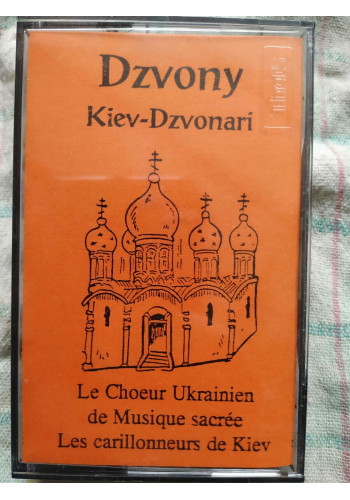 Dzvony
Kiev-Dzvonari
Le Choeur Ukrainien
de Musique sacrée
Les carillonneurs de Kiev